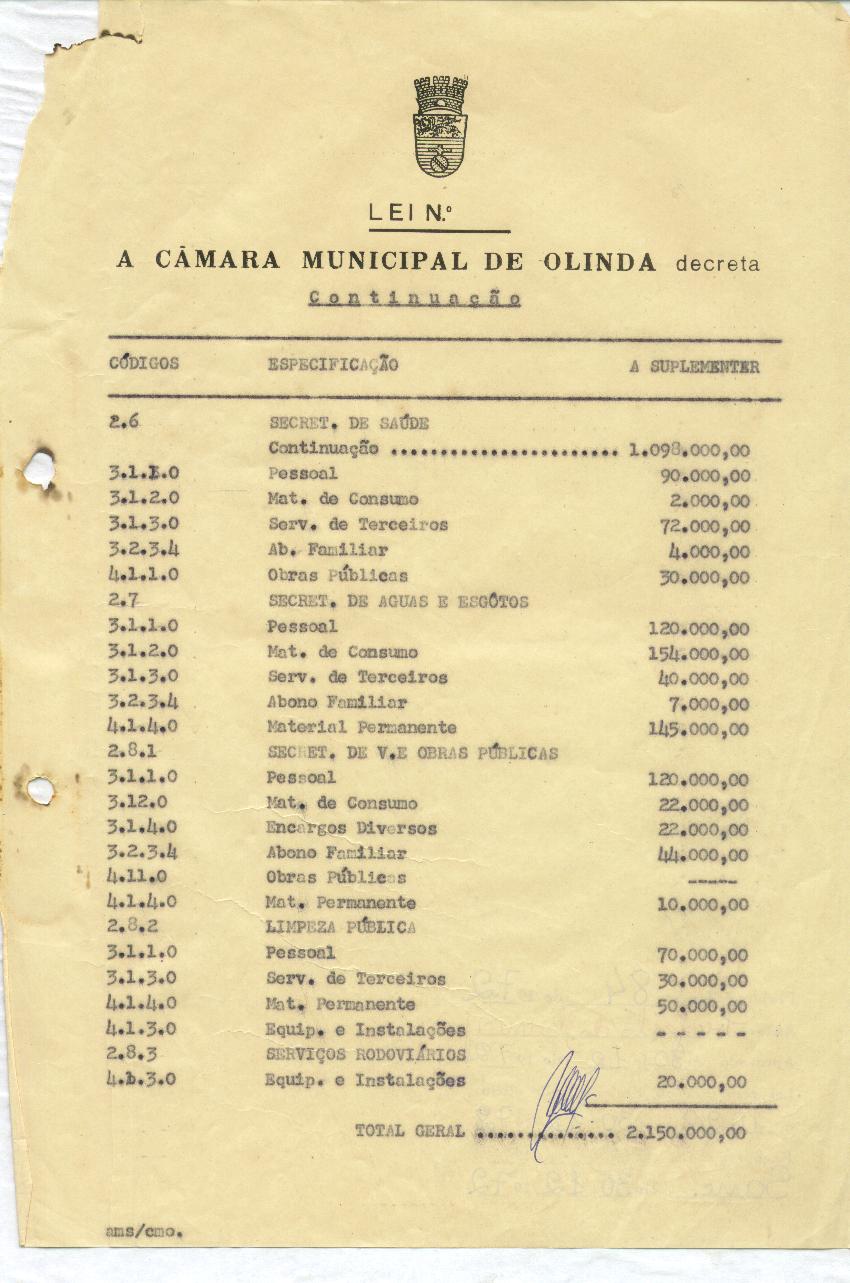 LEI N.º
A CÂMARA MUNICIPAL DE OLINDA decreta
Continuação
CÓDIGOS ESPECIFICAÇÃO A SUPLEMENTER
2.6 SECRET. DE SAÚDE
Continuação ....................... 1.098.000,00
3.1.1.0 Pessoal 90.000,00
3.1.2.0 Mat. de Consumo 2.000,00
3.1.3.0 Serv. de Terceiros 72.000,00
3.2.3.4 Ab. Familiar 4.000,00
4.1.1.0 Obras Públicas 30.000,00
2.7 SECRET. DE AGUAS E ESGÔTOS
3.1.1.0 Pessoal 120.000,00
3.1.2.0 Mat. de Consumo 154.000,00
3.1.3.0 Serv. de Terceiros 40.000,00
3.2.3.4 Abono Familiar 7.000,00
4.1.4.0 Material Permanente 145.000,00
2.8.1 SECRET. DE V.E OBRAS PÚBLICAS
3.1.1.0 Pessoal 120.000,00
3.12.0 Mat. de Consumo 22.000,00
3.1.4.0 Encargos Diversos 22.000,00
3.2.3.4 Abono Familiar 44.000,00
4.11.0 Obras Públicas -----
4.1.4.0 Mat. Permanente 10.000,00
2.8.2 LIMPEZA PÚBLICA
3.1.1.0 Pessoal 70.000,00
3.1.3.0 Serv. de Terceiros 30.000,00
4.1.4.0 Mat. Permanente 50.000,00
4.1.3.0 Equip. e Instalações - - - - -
2.8.3 SERVIÇOS RODOVIÁRIOS
4.1.3.0 Equip. e Instalações 20.000,00
TOTAL GERAL .............. 2.150.000,00
ams/cmo.